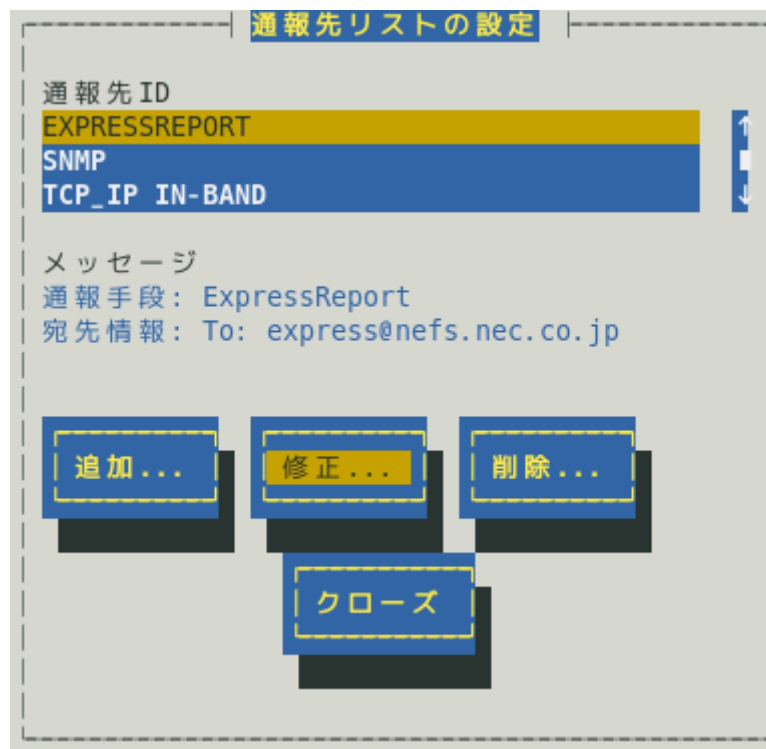 通報先リストの設定
通報先ID
EXPRESSREPORT
SNMP
TCP_IP IN-BAND
メッセージ
通報手段: ExpressReport
宛先情報: To: express@nefs.nec.co.jp
追加... 修正... 削除...
クローズ